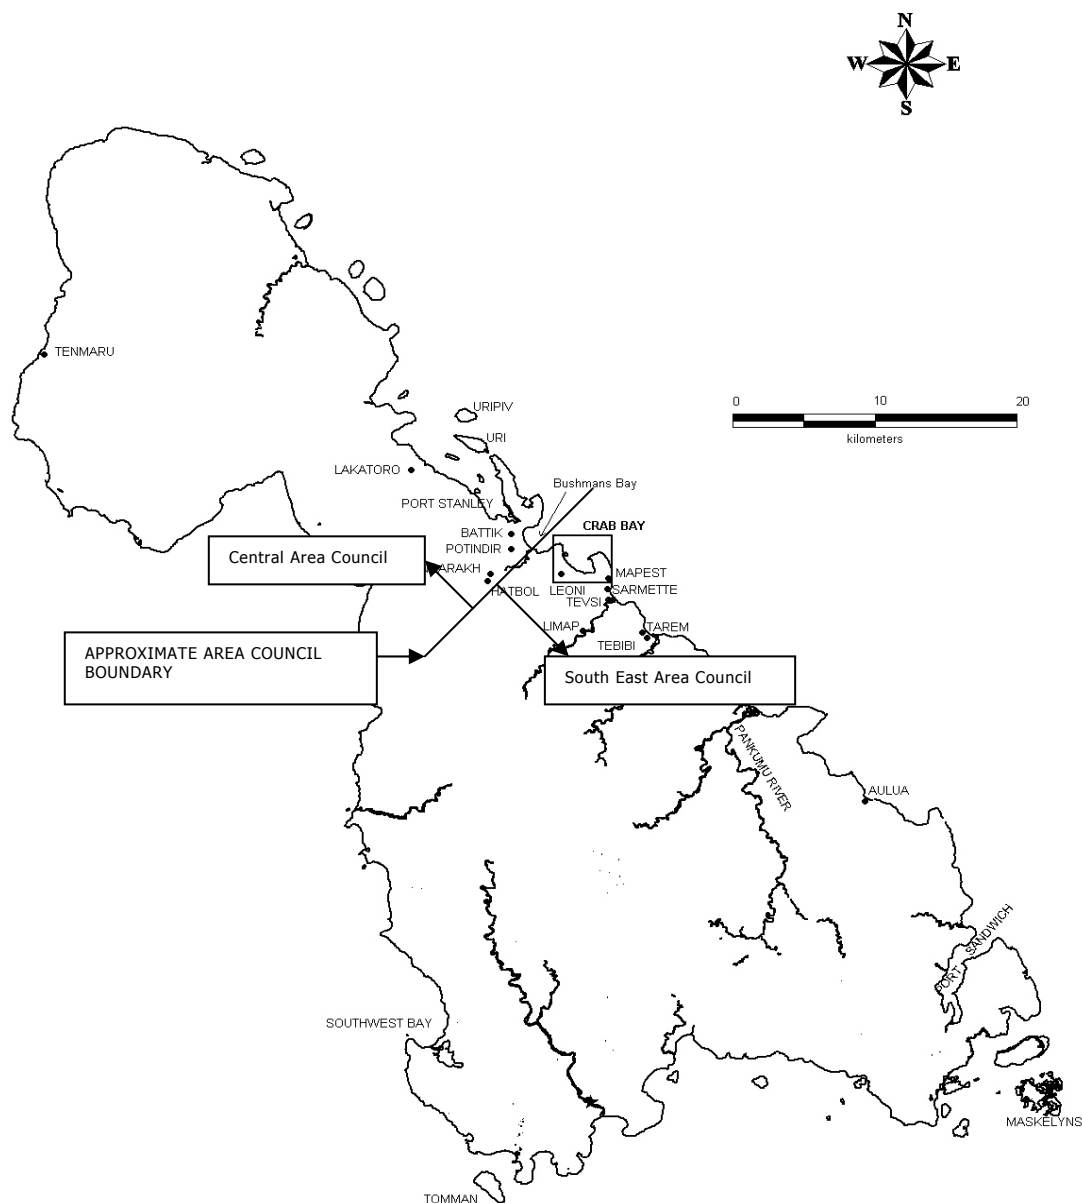 N
W E
S
TENMARU
0 10 20
kilometers
URIPIV
URI
LAKATORO
Bushmans Bay
PORT STANLEY
CRAB BAY
BATTIK
POTINDIR
Central Area Council
ARAKH
MAPEST
HATBOL
LEONI
SARMETTE
TEVSI
LIMAP
TAREM
TEBIBI
APPROXIMATE AREA COUNCIL
BOUNDARY
South East Area Council
PANKUMU RIVER
AULUA
PORT SANDWICH
SOUTHWEST BAY
MASKELYNS
TOMMAN